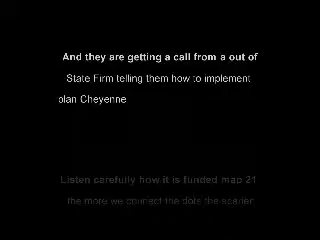 And they are getting a call from a out of
State Firm telling them how to implement
plan Cheyenne
Listen carefully how it is funded map 21
the more we connect the dots the scarier